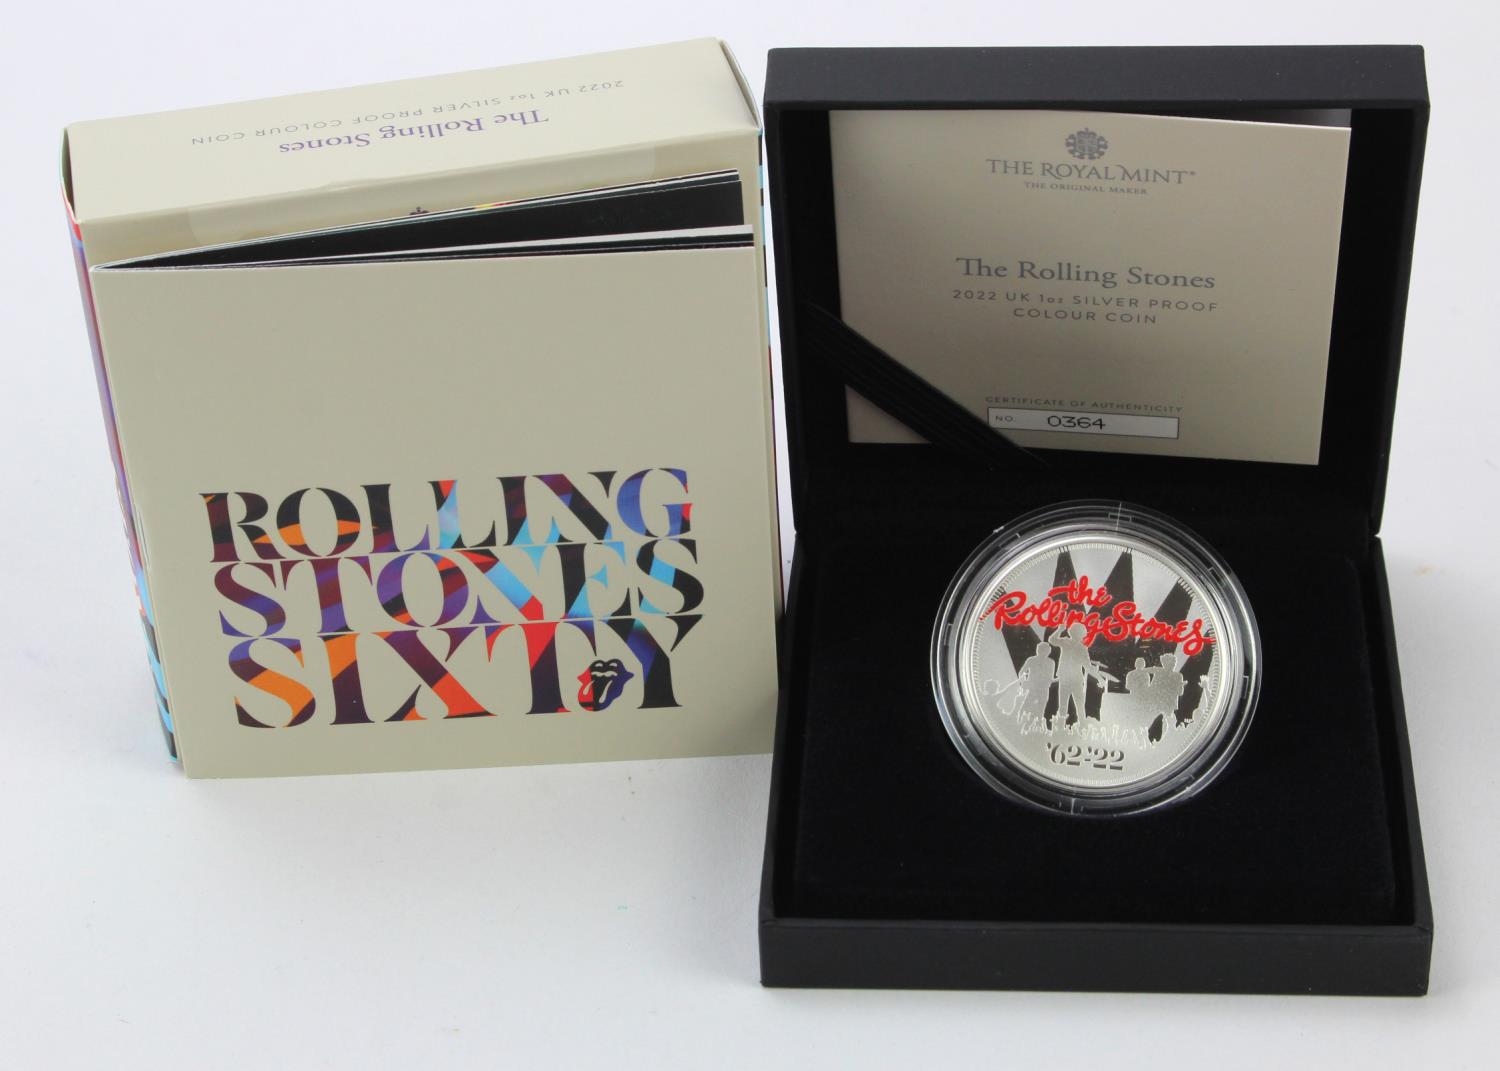 2022 UK 1oz SILVER PROOF COLOUR COIN
The Rolling Stones
ROLLING
STONES
SIXTY
THE ROYAL MINT®
THE ORIGINAL MAKER
The Rolling Stones
2022 UK 1oz SILVER PROOF
COLOUR COIN
CERTIFICATE OF AUTHENTICITY
NO. 0364
the
Rolling Stones
'62-'22